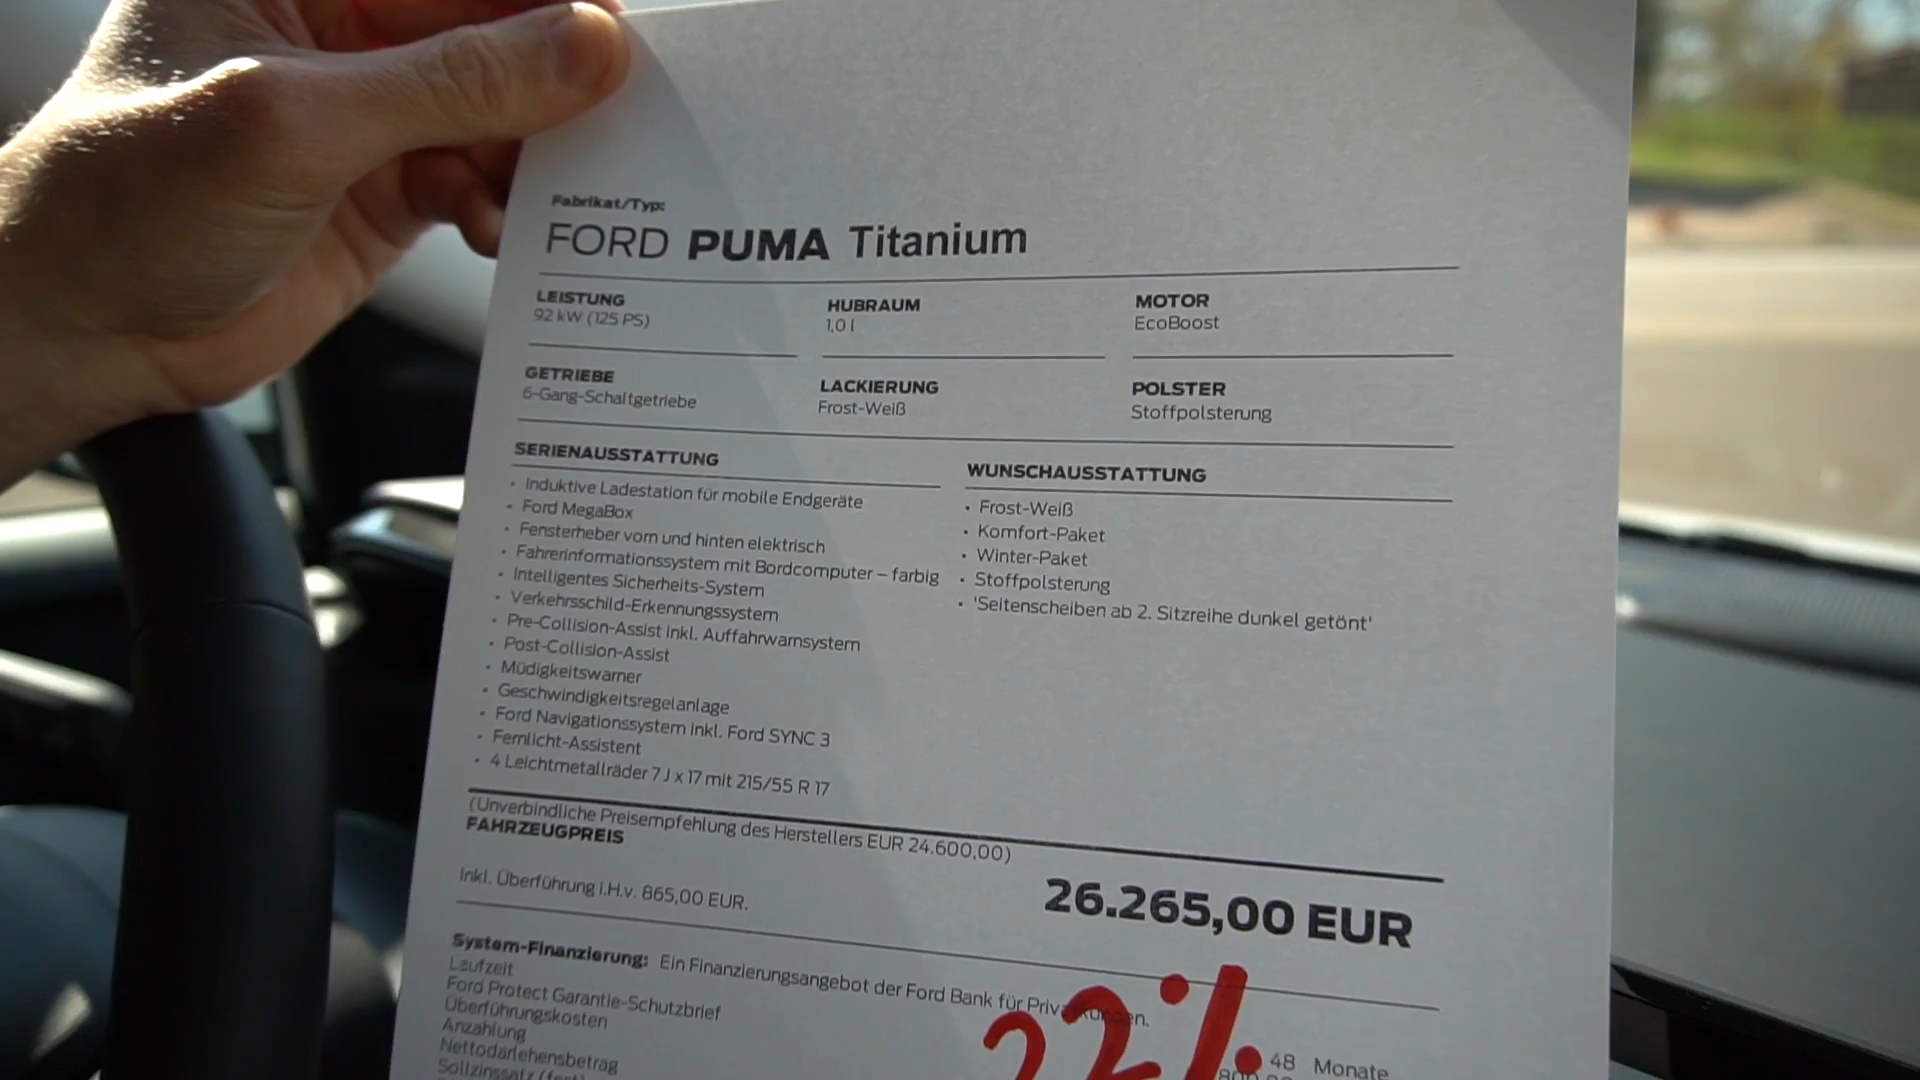 Fabrikat/Typ:
FORD PUMA Titanium
LEISTUNG
92 kW (125 PS)
HUBRAUM
1,0 l
MOTOR
EcoBoost
GETRIEBE
6-Gang-Schaltgetriebe
LACKIERUNG
Frost-Weiß
POLSTER
Stoffpolsterung
SERIENAUSSTATTUNG
• Induktive Ladestation für mobile Endgeräte
• Ford MegaBox
• Fensterheber vorn und hinten elektrisch
• Fahrerinformationssystem mit Bordcomputer – farbig
• Intelligentes Sicherheits-System
• Verkehrsschild-Erkennungssystem
• Pre-Collision-Assist inkl. Auffahrwarnsystem
• Post-Collision-Assist
• Müdigkeitswarner
• Geschwindigkeitsregelanlage
• Ford Navigationssystem inkl. Ford SYNC 3
• Fernlicht-Assistent
• 4 Leichtmetallräder 7 J x 17 mit 215/55 R 17
WUNSCHAUSSTATTUNG
• Frost-Weiß
• Komfort-Paket
• Winter-Paket
• Stoffpolsterung
• 'Seitenscheiben ab 2. Sitzreihe dunkel getönt'
(Unverbindliche Preisempfehlung des Herstellers EUR 24.600,00)
FAHRZEUGPREIS
Inkl. Überführung i.H.v. 865,00 EUR.
26.265,00 EUR
System-Finanzierung: Ein Finanzierungsangebot der Ford Bank für
Laufzeit
48 Monate
Ford Protect Garantie-Schutzbrief
Überführungskosten
Anzahlung
Nettodarlehensbetrag
22%